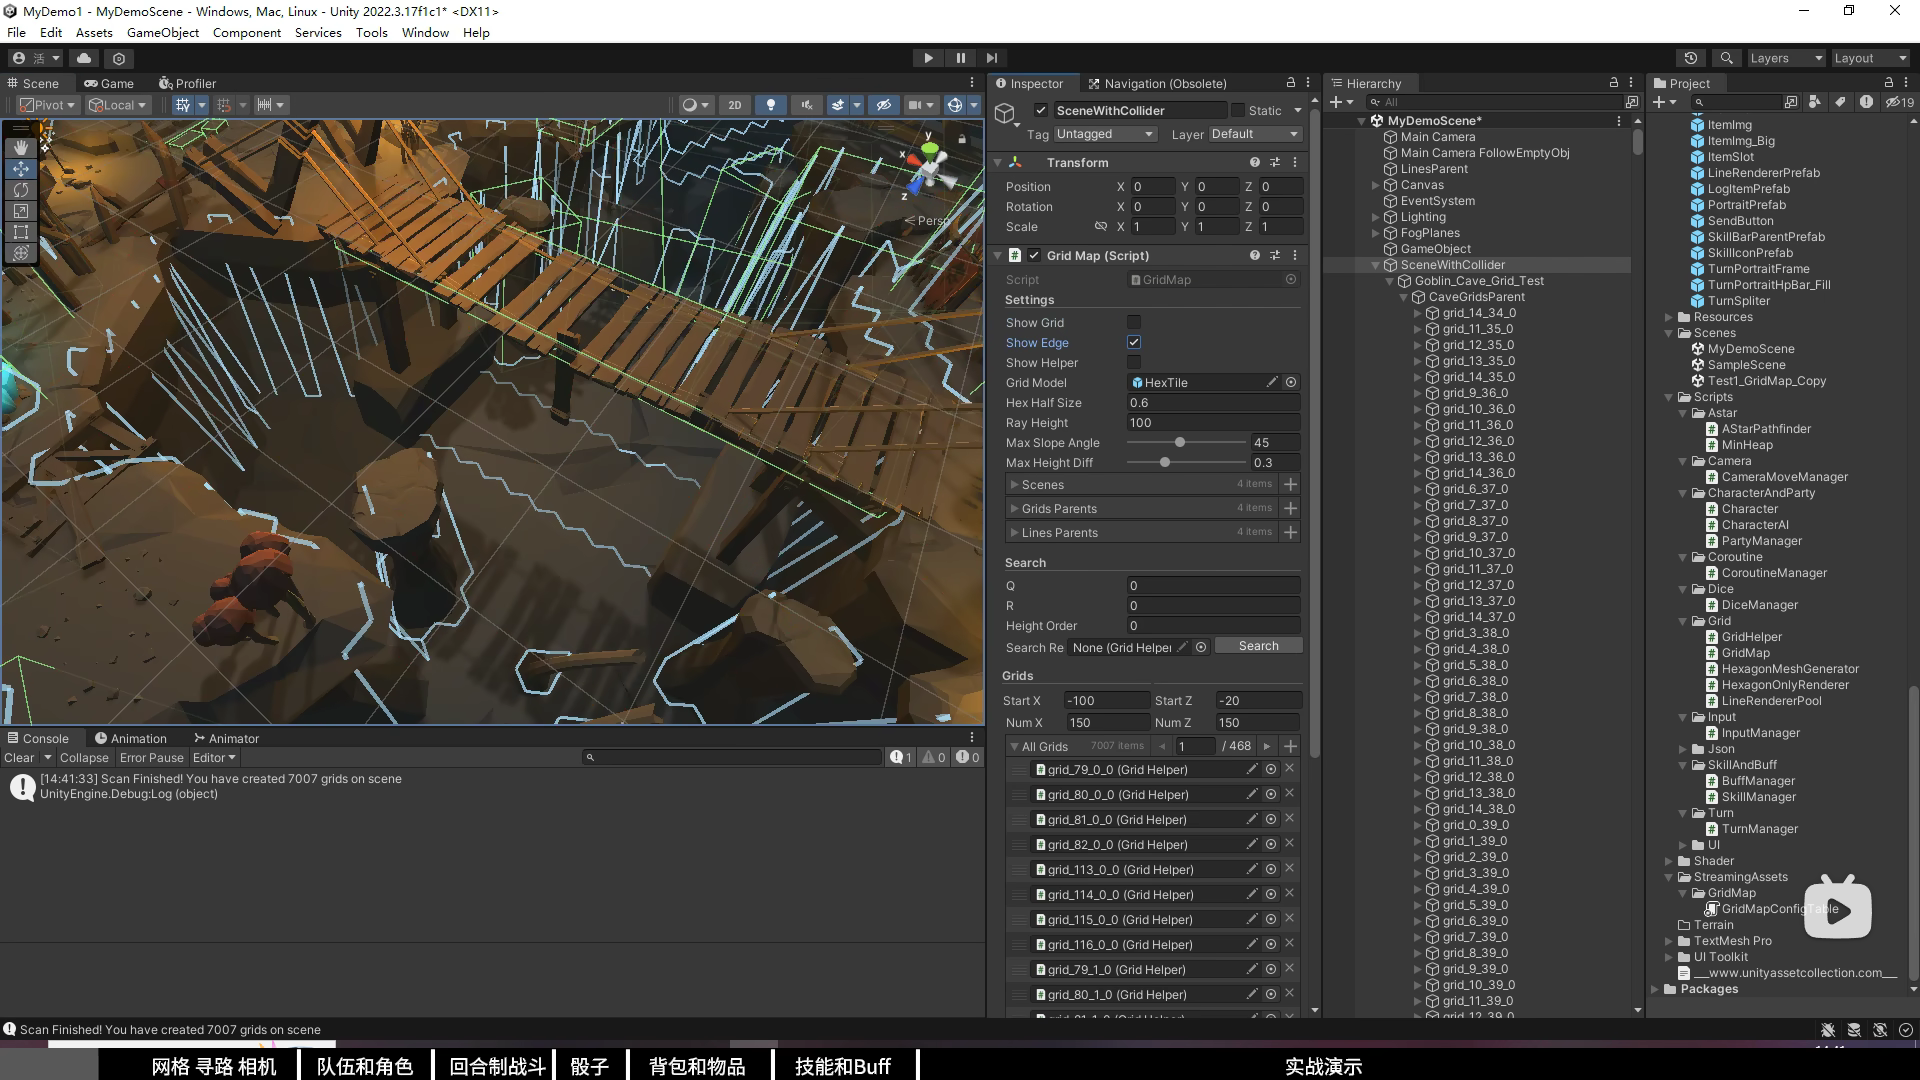 MyDemo1 - MyDemoScene - Windows, Mac, Linux - Unity 2022.3.17f1c1* <DX11>
File Edit Assets GameObject Component Services Tools Window Help
活 Layers Layout
Scene Game Profiler
Pivot Local 2D
y
x
z
Persp
Console Animation Animator
Clear Collapse Error Pause Editor 1 0 0
[14:41:33] Scan Finished! You have created 7007 grids on scene
UnityEngine.Debug:Log (object)
Inspector Navigation (Obsolete)
SceneWithCollider Static
Tag Untagged Layer Default
Transform
Position X 0 Y 0 Z 0
Rotation X 0 Y 0 Z 0
Scale X 1 Y 1 Z 1
Grid Map (Script)
Script GridMap
Settings
Show Grid
Show Edge
Show Helper
Grid Model HexTile
Hex Half Size 0.6
Ray Height 100
Max Slope Angle 45
Max Height Diff 0.3
Scenes 4 items
Grids Parents 4 items
Lines Parents 4 items
Search
Q 0
R 0
Height Order 0
Search Re None (Grid Helper Search
Grids
Start X -100 Start Z -20
Num X 150 Num Z 150
All Grids 7007 items 1 / 468
grid_79_0_0 (Grid Helper)
grid_80_0_0 (Grid Helper)
grid_81_0_0 (Grid Helper)
grid_82_0_0 (Grid Helper)
grid_113_0_0 (Grid Helper)
grid_114_0_0 (Grid Helper)
grid_115_0_0 (Grid Helper)
grid_116_0_0 (Grid Helper)
grid_79_1_0 (Grid Helper)
grid_80_1_0 (Grid Helper)
Hierarchy
All
MyDemoScene*
Main Camera
Main Camera FollowEmptyObj
LinesParent
Canvas
EventSystem
Lighting
FogPlanes
GameObject
SceneWithCollider
Goblin_Cave_Grid_Test
CaveGridsParent
grid_14_34_0
grid_11_35_0
grid_12_35_0
grid_13_35_0
grid_14_35_0
grid_9_36_0
grid_10_36_0
grid_11_36_0
grid_12_36_0
grid_13_36_0
grid_14_36_0
grid_6_37_0
grid_7_37_0
grid_8_37_0
grid_9_37_0
grid_10_37_0
grid_11_37_0
grid_12_37_0
grid_13_37_0
grid_14_37_0
grid_3_38_0
grid_4_38_0
grid_5_38_0
grid_6_38_0
grid_7_38_0
grid_8_38_0
grid_9_38_0
grid_10_38_0
grid_11_38_0
grid_12_38_0
grid_13_38_0
grid_14_38_0
grid_0_39_0
grid_1_39_0
grid_2_39_0
grid_3_39_0
grid_4_39_0
grid_5_39_0
grid_6_39_0
grid_7_39_0
grid_8_39_0
grid_9_39_0
grid_10_39_0
grid_11_39_0
grid_12_39_0
Project
19
ItemImg
ItemImg_Big
ItemSlot
LineRendererPrefab
LogItemPrefab
PortraitPrefab
SendButton
SkillBarParentPrefab
SkillIconPrefab
TurnPortraitFrame
TurnPortraitHpBar_Fill
TurnSpliter
Resources
Scenes
MyDemoScene
SampleScene
Test1_GridMap_Copy
Scripts
Astar
AStarPathfinder
MinHeap
Camera
CameraMoveManager
CharacterAndParty
Character
CharacterAI
PartyManager
Coroutine
CoroutineManager
Dice
DiceManager
Grid
GridHelper
GridMap
HexagonMeshGenerator
HexagonOnlyRenderer
LineRendererPool
Input
InputManager
Json
SkillAndBuff
BuffManager
SkillManager
Turn
TurnManager
UI
Shader
StreamingAssets
GridMap
GridMapConfigTable
Terrain
TextMesh Pro
UI Toolkit
__www.unityassetcollection.com__
Packages
Scan Finished! You have created 7007 grids on scene
网格 寻路 相机 队伍和角色 回合制战斗 骰子 背包和物品 技能和Buff 实战演示